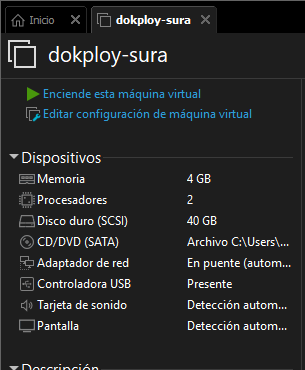 Inicio
dokploy-sura
dokploy-sura
Enciende esta máquina virtual
Editar configuración de máquina virtual
Dispositivos
Memoria 4 GB
Procesadores 2
Disco duro (SCSI) 40 GB
CD/DVD (SATA) Archivo C:\Users\...
Adaptador de red En puente (autom...
Controladora USB Presente
Tarjeta de sonido Detección autom...
Pantalla Detección autom...
Descripción